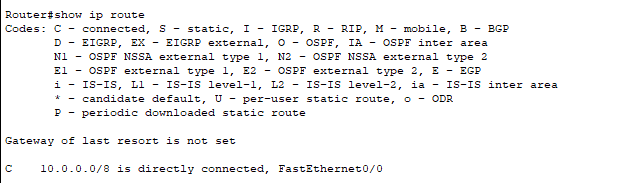 Router#show ip route
Codes: C - connected, S - static, I - IGRP, R - RIP, M - mobile, B - BGP
       D - EIGRP, EX - EIGRP external, O - OSPF, IA - OSPF inter area
       N1 - OSPF NSSA external type 1, N2 - OSPF NSSA external type 2
       E1 - OSPF external type 1, E2 - OSPF external type 2, E - EGP
       i - IS-IS, L1 - IS-IS level-1, L2 - IS-IS level-2, ia - IS-IS inter area
       * - candidate default, U - per-user static route, o - ODR
       P - periodic downloaded static route
Gateway of last resort is not set
C    10.0.0.0/8 is directly connected, FastEthernet0/0